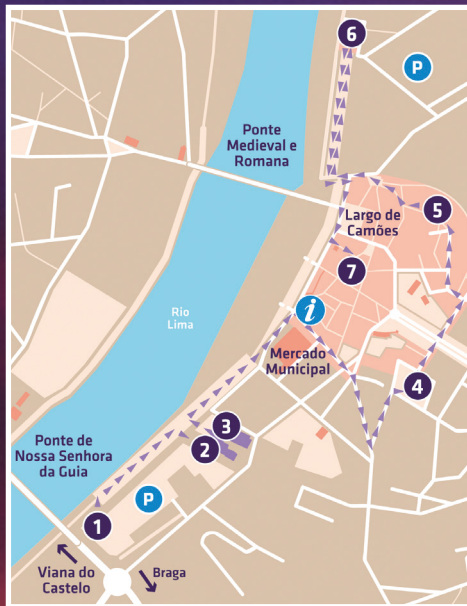 6
P
Ponte
Medieval e
Romana
5
Largo de
Camões
7
i
Rio
Lima
Mercado
Municipal
4
3
2
Ponte de
Nossa Senhora
da Guia
P
1
Viana do
Castelo
Braga